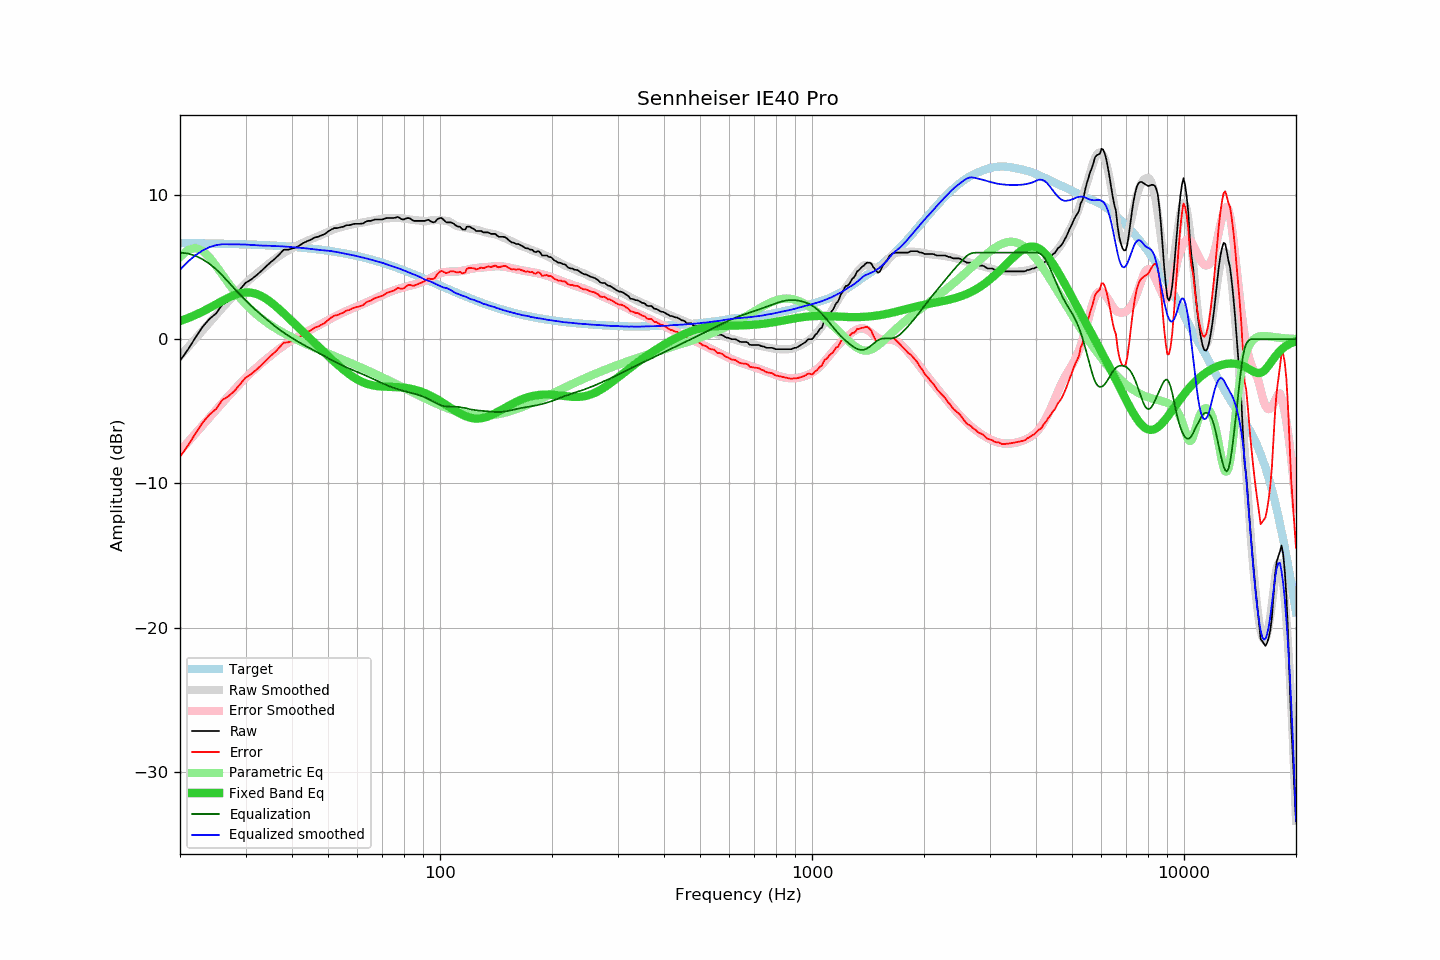 Sennheiser IE40 Pro
10
0
−10
−20
−30
Amplitude (dBr)
Target
Raw Smoothed
Error Smoothed
Raw
Error
Parametric Eq
Fixed Band Eq
Equalization
Equalized smoothed
100
1000
10000
Frequency (Hz)